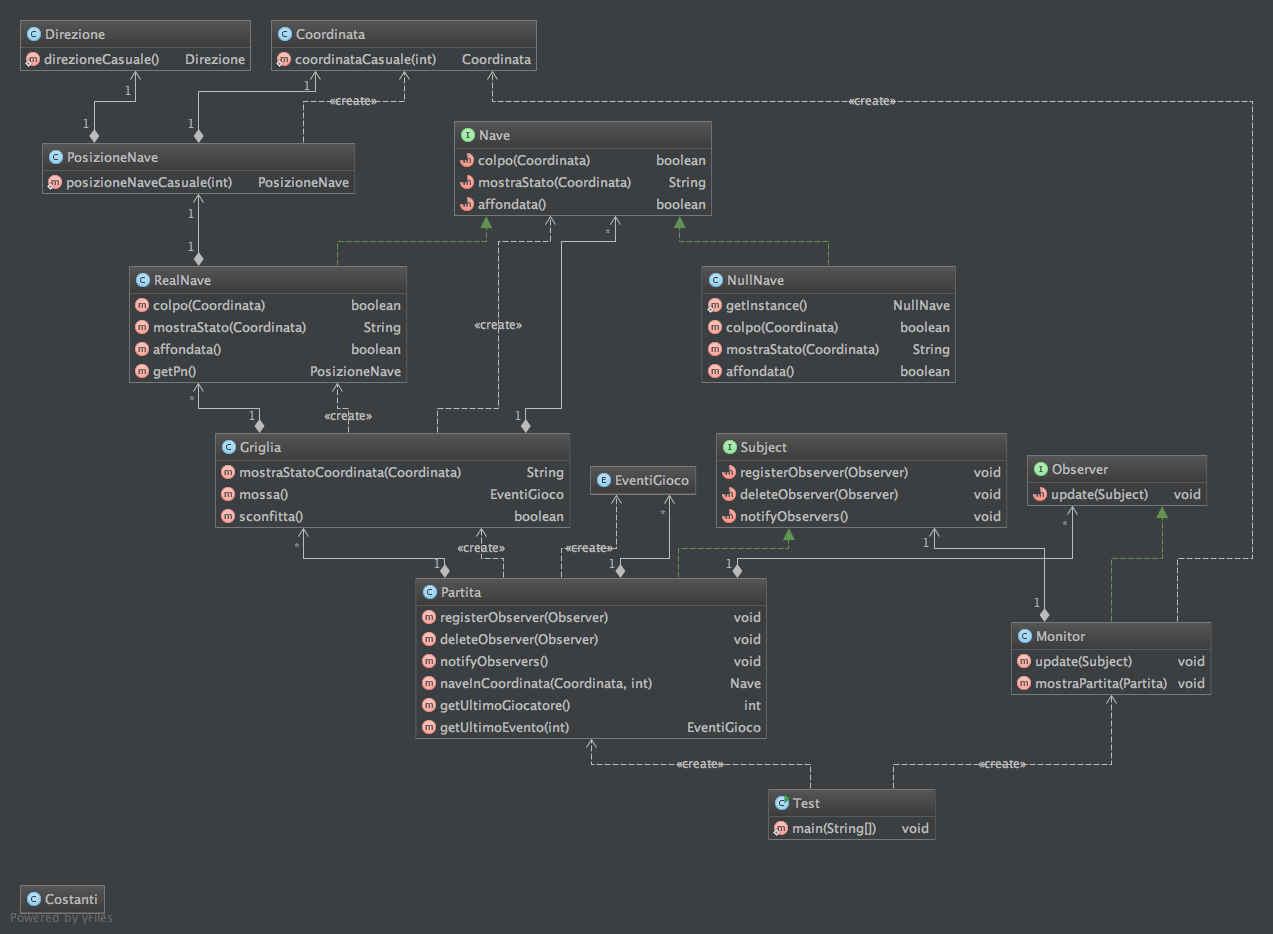 Direzione
direzioneCasuale() Direzione
Coordinata
coordinataCasuale(int) Coordinata
1
1
1
1
«create»
«create»
PosizioneNave
posizioneNaveCasuale(int) PosizioneNave
Nave
colpo(Coordinata) boolean
mostraStato(Coordinata) String
affondata() boolean
1
1
*
RealNave
colpo(Coordinata) boolean
mostraStato(Coordinata) String
affondata() boolean
getPn() PosizioneNave
NullNave
getInstance() NullNave
colpo(Coordinata) boolean
mostraStato(Coordinata) String
affondata() boolean
«create»
*
1
«create»
1
Griglia
mostraStatoCoordinata(Coordinata) String
mossa() EventiGioco
sconfitta() boolean
EventiGioco
Subject
registerObserver(Observer) void
deleteObserver(Observer) void
notifyObservers() void
Observer
update(Subject) void
*
1
«create»
«create»
*
1
1
*
1
1
Partita
registerObserver(Observer) void
deleteObserver(Observer) void
notifyObservers() void
naveInCoordinata(Coordinata, int) Nave
getUltimoGiocatore() int
getUltimoEvento(int) EventiGioco
Monitor
update(Subject) void
mostraPartita(Partita) void
«create»
«create»
Test
main(String[]) void
Costanti
Powered by yFiles